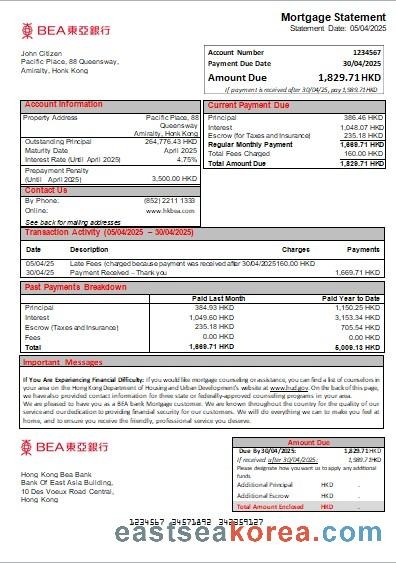 BEA東亞銀行
Mortgage Statement
Statement Date: 05/04/2025
John Citizen
Pacific Place, 88 Queensway,
Amiralty, Honk Kong
Account Number 1234567
Payment Due Date 30/04/2025
Amount Due 1,829.71HKD
If payment is received after 30/04/25, pay 1,989.71HKD
Account Information
Property Address Pacific Place, 88
Queensway
Amiralty, Honk Kong
Outstanding Principal 264,776.43 HKD
Maturity Date April 2025
Interest Rate (Until April 2025) 4.75%
Prepayment Penalty
(Until April 2025) 3,500.00 HKD
Contact Us
By Phone: (852) 2211 1333
Online: www.hkbea.com
See back for mailing addresses
Current Payment Due
Principal 386.46 HKD
Interest 1,048.07 HKD
Escrow (for Taxes and Insurance) 235.18 HKD
Regular Monthly Payment 1,669.71 HKD
Total Fees Charged 160.00 HKD
Total Amount Due 1,829.71 HKD
Transaction Activity (05/04/2025 – 30/04/2025)
Date Description Charges Payments
05/05/25 Late Fees (charged because payment was received after 30/04/2025160.00 HKD
30/04/25 Payment Received – Thank you 1,669.71 HKD
Past Payments Breakdown
Paid Last Month Paid Year to Date
Principal 384.93 HKD 1,150.25 HKD
Interest 1,049.60 HKD 3,153.34 HKD
Escrow (Taxes and Insurance) 235.18 HKD 705.54 HKD
Fees 0.00 HKD 0.00 HKD
Total 1,669.71 HKD 5,009.13 HKD
Important Messages
If You Are Experiencing Financial Difficulty: If you would like mortgage counseling or assistance, you can find a list of counselors in
your area on the Hong Kong Department of Housing and Urban Development's website at www.hud.gov. On the back of this page,
we have also provided contact information for three state or federally-approved counseling programs in your area.
We are pleased to have you as a BEA bank Mortgage customer. We are known throughout the country for the quality of our
service and our dedication to providing financial security for our customers. We will do everything we can to make you feel at
home, and to ensure you receive the friendly, professional service you deserve.
BEA東亞銀行
Hong Kong Bea Bank
Bank Of East Asia Building,
10 Des Voeux Road Central,
Hong Kong
Amount Due
Due By 30/04/2025: 1,829.71HKD
If received after 30/04/2025: 1,989.71HKD
Please designate how you want us to apply any additional
funds.
Additional Principal HKD .
Additional Escrow HKD .
Total Amount Enclosed HKD .
1234567 34571892 342359127
eastseakorea.com